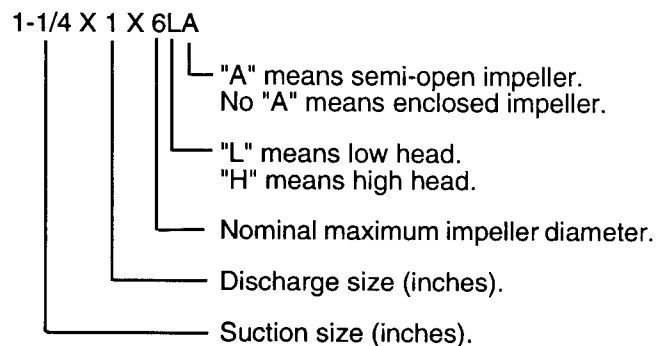 1-1/4 X 1 X 6LA
"A" means semi-open impeller.
No "A" means enclosed impeller.
"L" means low head.
"H" means high head.
Nominal maximum impeller diameter.
Discharge size (inches).
Suction size (inches).